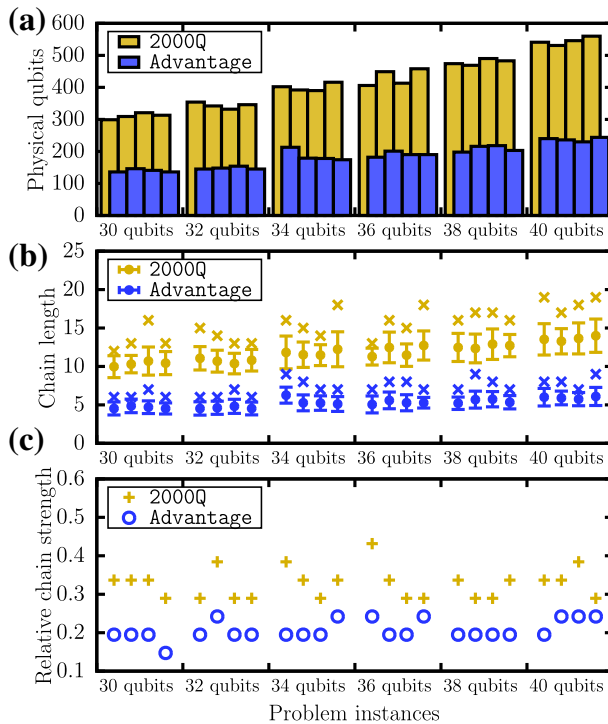 (a)
Physical qubits
600
500
400
300
200
100
0
2000Q
Advantage
30 qubits 32 qubits 34 qubits 36 qubits 38 qubits 40 qubits
(b)
Chain length
25
20
15
10
5
0
2000Q
Advantage
30 qubits 32 qubits 34 qubits 36 qubits 38 qubits 40 qubits
(c)
Relative chain strength
0.6
0.5
0.4
0.3
0.2
0.1
2000Q
Advantage
30 qubits 32 qubits 34 qubits 36 qubits 38 qubits 40 qubits
Problem instances